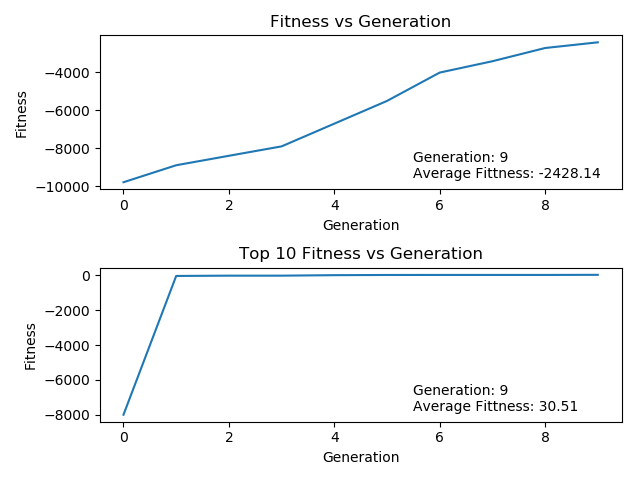 Fitness vs Generation
Fitness
−4000
−6000
−8000
−10000
Generation: 9
Average Fittness: -2428.14
0 2 4 6 8
Generation
Top 10 Fitness vs Generation
Fitness
0
−2000
−4000
−6000
−8000
Generation: 9
Average Fittness: 30.51
0 2 4 6 8
Generation